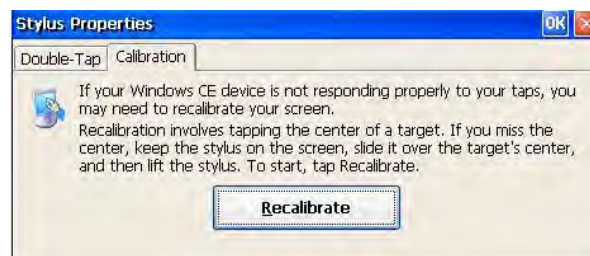 Stylus Properties OK
Double-Tap Calibration
If your Windows CE device is not responding properly to your taps, you
may need to recalibrate your screen.
Recalibration involves tapping the center of a target. If you miss the
center, keep the stylus on the screen, slide it over the target's center,
and then lift the stylus. To start, tap Recalibrate.
Recalibrate